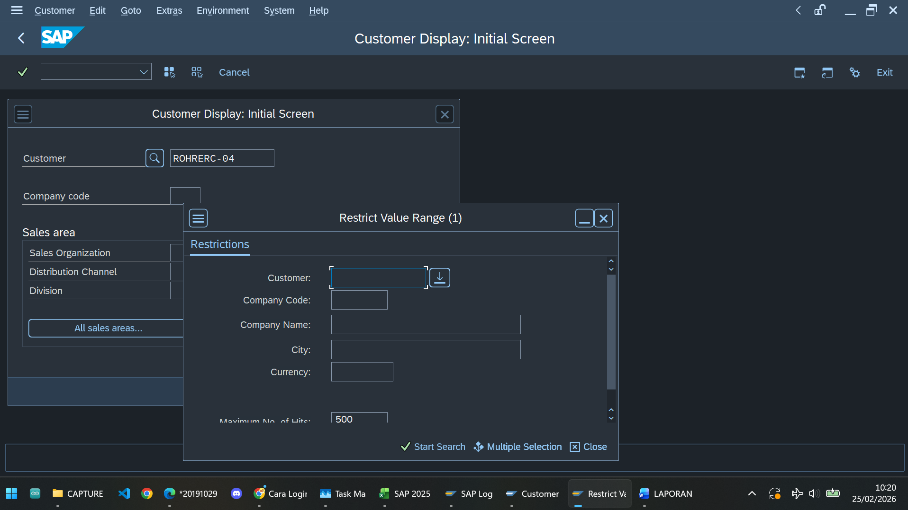 Customer Edit Goto Extras Environment System Help
SAP
Customer Display: Initial Screen
Cancel
Exit
Customer Display: Initial Screen
Customer
ROHRERC-04
Company code
Restrict Value Range (1)
Sales area
Restrictions
Sales Organization
Distribution Channel
Division
All sales areas...
Customer:
Company Code:
Company Name:
City:
Currency:
Maximum No. of Hits:
500
Start Search
Multiple Selection
Close
CAPTURE
*20191029
Cara Login
Task Ma
SAP 2025
SAP Log
Customer
Restrict Va
LAPORAN
10:20
25/02/2026